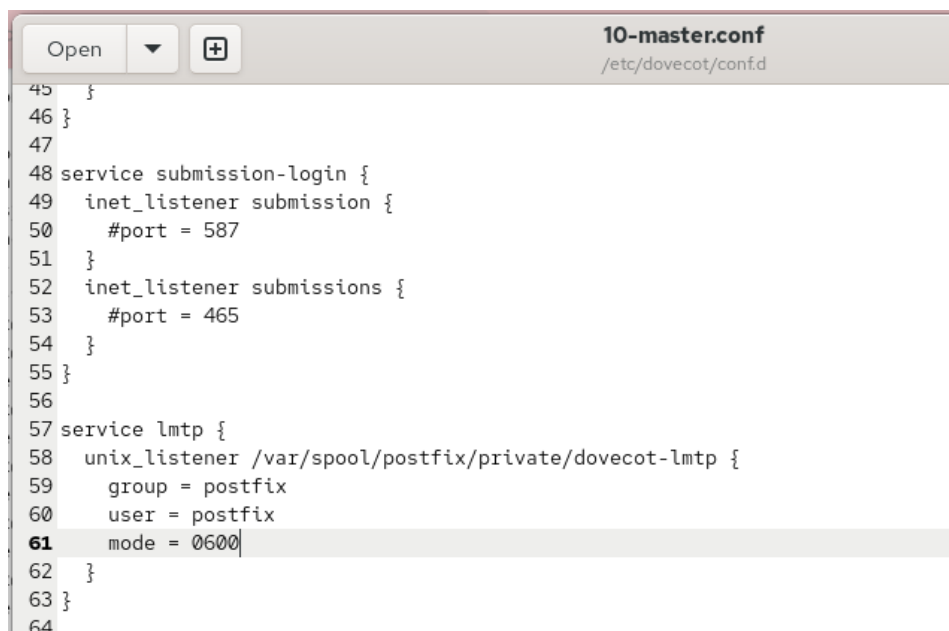 Open
10-master.conf
/etc/dovecot/conf.d
45   }
46 }
47
48 service submission-login {
49   inet_listener submission {
50     #port = 587
51   }
52   inet_listener submissions {
53     #port = 465
54   }
55 }
56
57 service lmtp {
58   unix_listener /var/spool/postfix/private/dovecot-lmtp {
59     group = postfix
60     user = postfix
61     mode = 0600
62   }
63 }
64